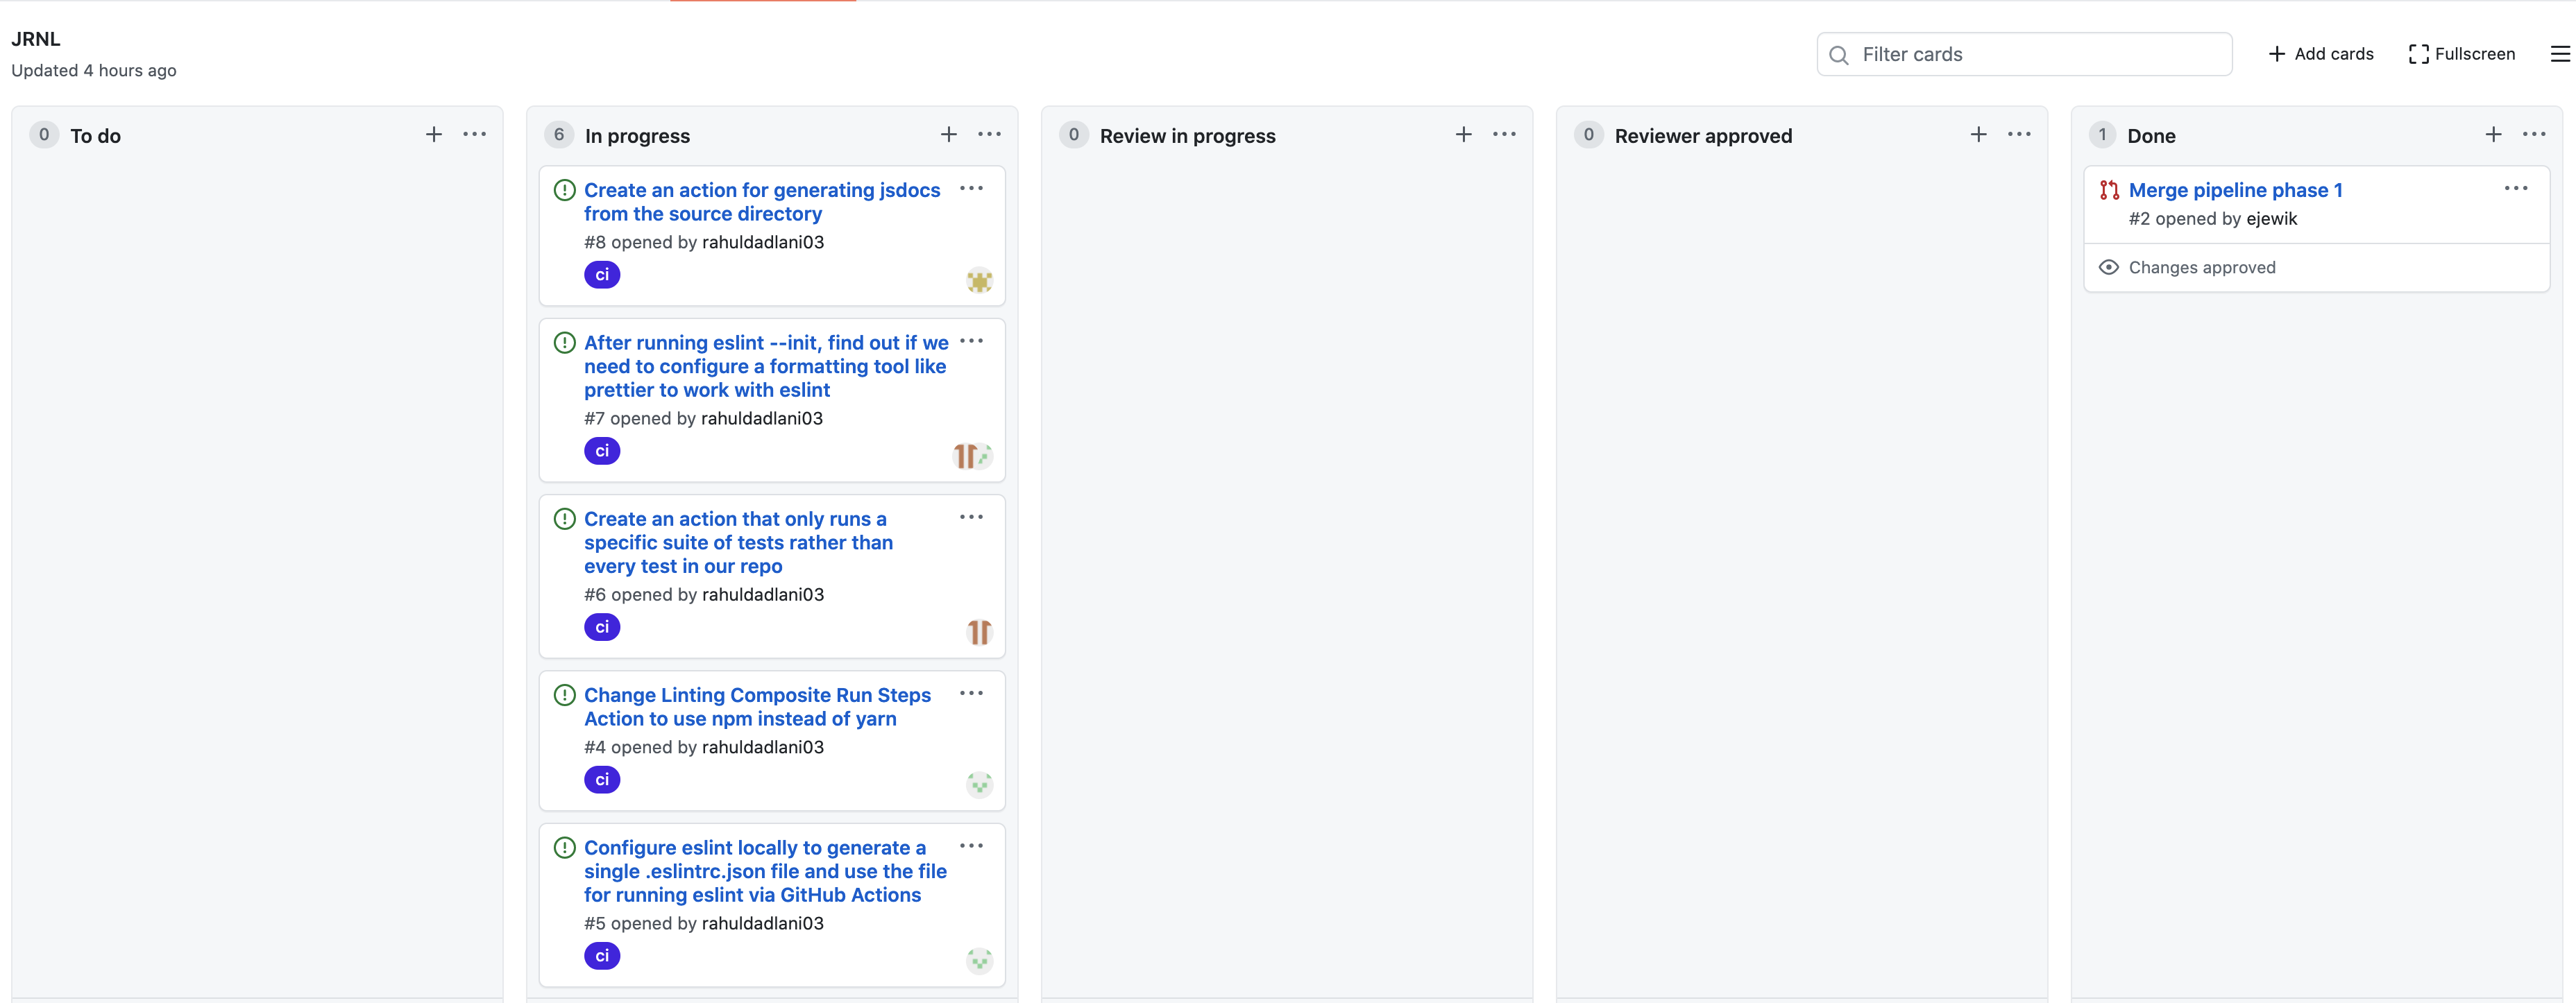 JRNL
Updated 4 hours ago
Filter cards
Add cards
Fullscreen
0 To do
6 In progress
Create an action for generating jsdocs
from the source directory
#8 opened by rahuldadlani03
ci
After running eslint --init, find out if we
need to configure a formatting tool like
prettier to work with eslint
#7 opened by rahuldadlani03
ci
Create an action that only runs a
specific suite of tests rather than
every test in our repo
#6 opened by rahuldadlani03
ci
Change Linting Composite Run Steps
Action to use npm instead of yarn
#4 opened by rahuldadlani03
ci
Configure eslint locally to generate a
single .eslintrc.json file and use the file
for running eslint via GitHub Actions
#5 opened by rahuldadlani03
ci
0 Review in progress
0 Reviewer approved
1 Done
Merge pipeline phase 1
#2 opened by ejewik
Changes approved